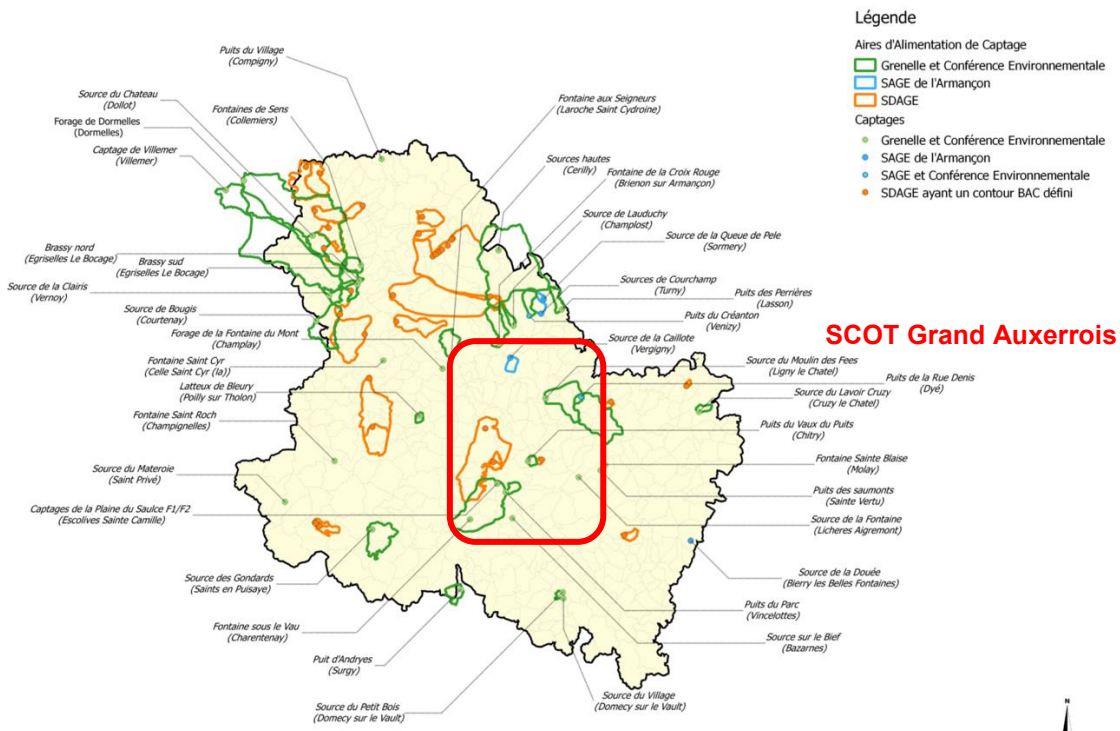 Légende
Aires d'Alimentation de Captage
Grenelle et Conférence Environnementale
SAGE de l'Armançon
SDAGE
Captages
Grenelle et Conférence Environnementale
SAGE de l'Armançon
SAGE et Conférence Environnementale
SDAGE ayant un contour BAC défini
Puits du Village
(Compigny)
Source du Chateau
(Dollot)
Fontaines de Sens
(Collemiers)
Forage de Dormelles
(Dormelles)
Captage de Villemer
(Villemer)
Fontaine aux Seigneurs
(Laroche Saint Cydroine)
Sources hautes
(Cerilly)
Fontaine de la Croix Rouge
(Brienon sur Armançon)
Source de Lauduchy
(Champlost)
Source de la Queue de Pele
(Sormery)
Brassy nord
(Egriselles Le Bocage)
Brassy sud
(Egriselles Le Bocage)
Source de la Clairis
(Vernoy)
Sources de Courchamp
(Turny)
Puits des Perrières
(Lasson)
Source de Bougis
(Courtenay)
Puits du Créanton
(Venizy)
Forage de la Fontaine du Mont
(Champlay)
SCOT Grand Auxerrois
Source de la Caillote
(Vergigny)
Fontaine Saint Cyr
(Celle Saint Cyr (la))
Source du Moulin des Fees
(Ligny le Chatel)
Latteux de Bleury
(Poilly sur Tholon)
Puits de la Rue Denis
(Dyé)
Source du Lavoir Cruzy
(Cruzy le Chatel)
Fontaine Saint Roch
(Champignelles)
Puits du Vaux du Puits
(Chitry)
Source du Materoie
(Saint Privé)
Fontaine Sainte Blaise
(Molay)
Puits des saumonts
(Sainte Vertu)
Captages de la Plaine du Saulce F1/F2
(Escolives Sainte Camille)
Source de la Fontaine
(Licheres Aigremont)
Source des Gondards
(Saints en Puisaye)
Source de la Douée
(Bierry les Belles Fontaines)
Puits du Parc
(Vincelottes)
Fontaine sous le Vau
(Charentenay)
Source sur le Bief
(Bazarnes)
Puit d'Andryes
(Surgy)
Source du Petit Bois
(Domecy sur le Vault)
Source du Village
(Domecy sur le Vault)
N